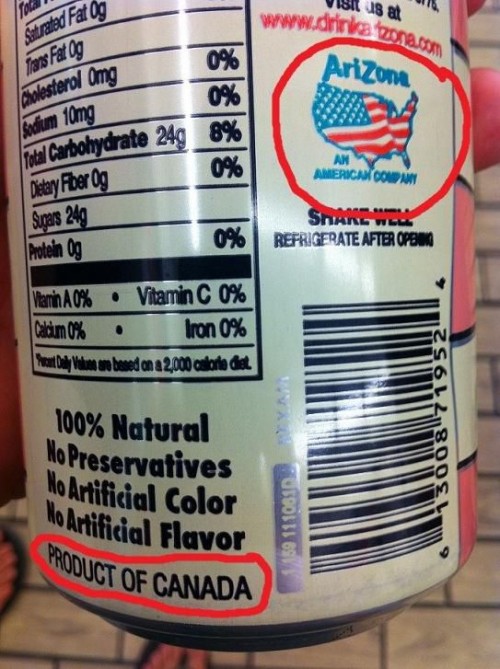 Saturated Fat 0g
Trans Fat 0g 0%
Cholesterol 0mg 0%
Sodium 10mg
Total Carbohydrate 24g 8%
Dietary Fiber 0g 0%
Sugars 24g
Protein 0g 0%
Vitamin A 0% • Vitamin C 0%
Calcium 0% • Iron 0%
*Percent Daily Values are based on a 2,000 calorie diet.
100% Natural
No Preservatives
No Artificial Color
No Artificial Flavor
PRODUCT OF CANADA
Visit us at
www.drinkarizona.com
AriZona
AN
AMERICAN COMPANY
SHAKE WELL
REFRIGERATE AFTER OPENING
6 13008 71952 4